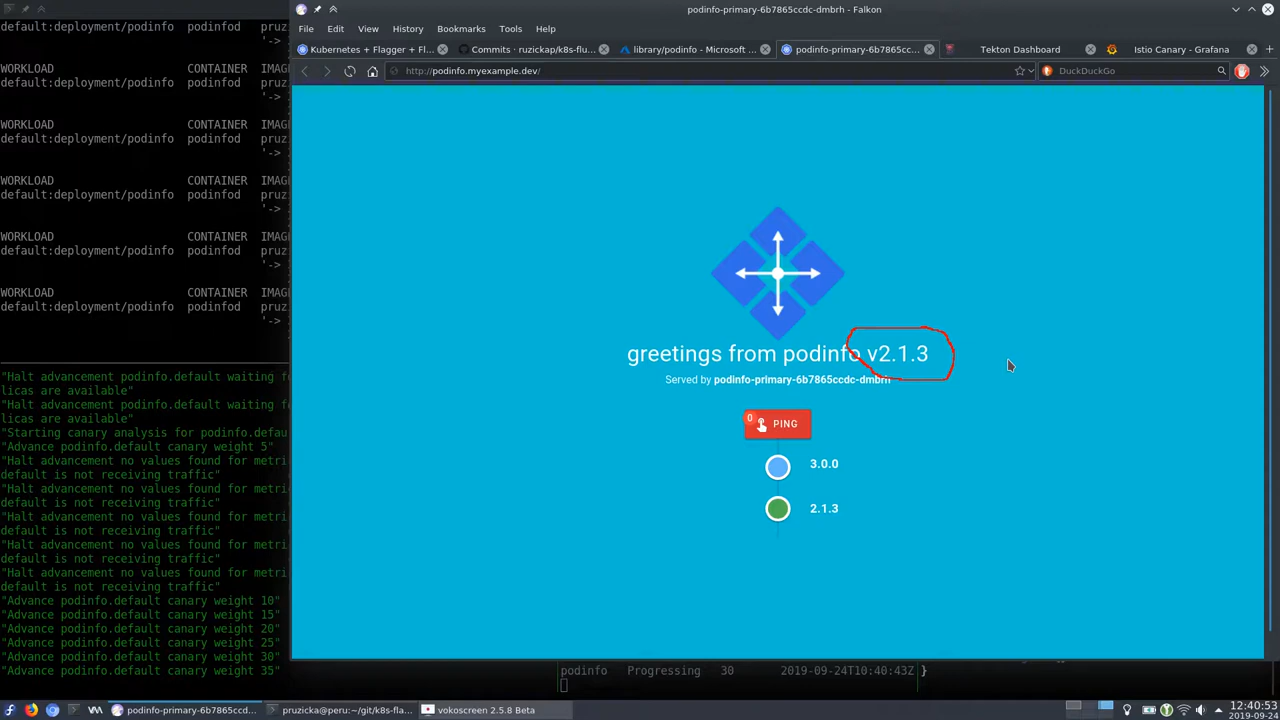 podinfo-primary-6b7865ccdc-dmbrh - Falkon
File Edit View History Bookmarks Tools Help
Kubernetes + Flagger + Fl... Commits · ruzickap/k8s-flu... library/podinfo - Microsoft ... podinfo-primary-6b7865cc... Tekton Dashboard Istio Canary - Grafana
http://podinfo.myexample.dev/ DuckDuckGo
default:deployment/podinfo podinfod pruz
'->
WORKLOAD CONTAINER IMAG
default:deployment/podinfo podinfod pruz
'->
WORKLOAD CONTAINER IMAG
default:deployment/podinfo podinfod pruz
'->
WORKLOAD CONTAINER IMAG
default:deployment/podinfo podinfod pruz
'->
WORKLOAD CONTAINER IMAG
default:deployment/podinfo podinfod pruz
'->
WORKLOAD CONTAINER IMAG
default:deployment/podinfo podinfod pruz
'->
greetings from podinfo v2.1.3
Served by podinfo-primary-6b7865ccdc-dmbrh
0 PING
3.0.0
2.1.3
"Halt advancement podinfo.default waiting f
licas are available"
"Halt advancement podinfo.default waiting f
licas are available"
"Starting canary analysis for podinfo.defau
"Advance podinfo.default canary weight 5"
"Halt advancement no values found for metri
default is not receiving traffic"
"Halt advancement no values found for metri
default is not receiving traffic"
"Halt advancement no values found for metri
default is not receiving traffic"
"Halt advancement no values found for metri
default is not receiving traffic"
"Halt advancement no values found for metri
default is not receiving traffic"
"Advance podinfo.default canary weight 10"
"Advance podinfo.default canary weight 15"
"Advance podinfo.default canary weight 20"
"Advance podinfo.default canary weight 25"
"Advance podinfo.default canary weight 30"
"Advance podinfo.default canary weight 35"
podinfo Progressing 30 2019-09-24T10:40:43Z }
podinfo-primary-6b7865ccd... pruzicka@peru:~/git/k8s-fla... vokoscreen 2.5.8 Beta
12:40:53
2019-09-24